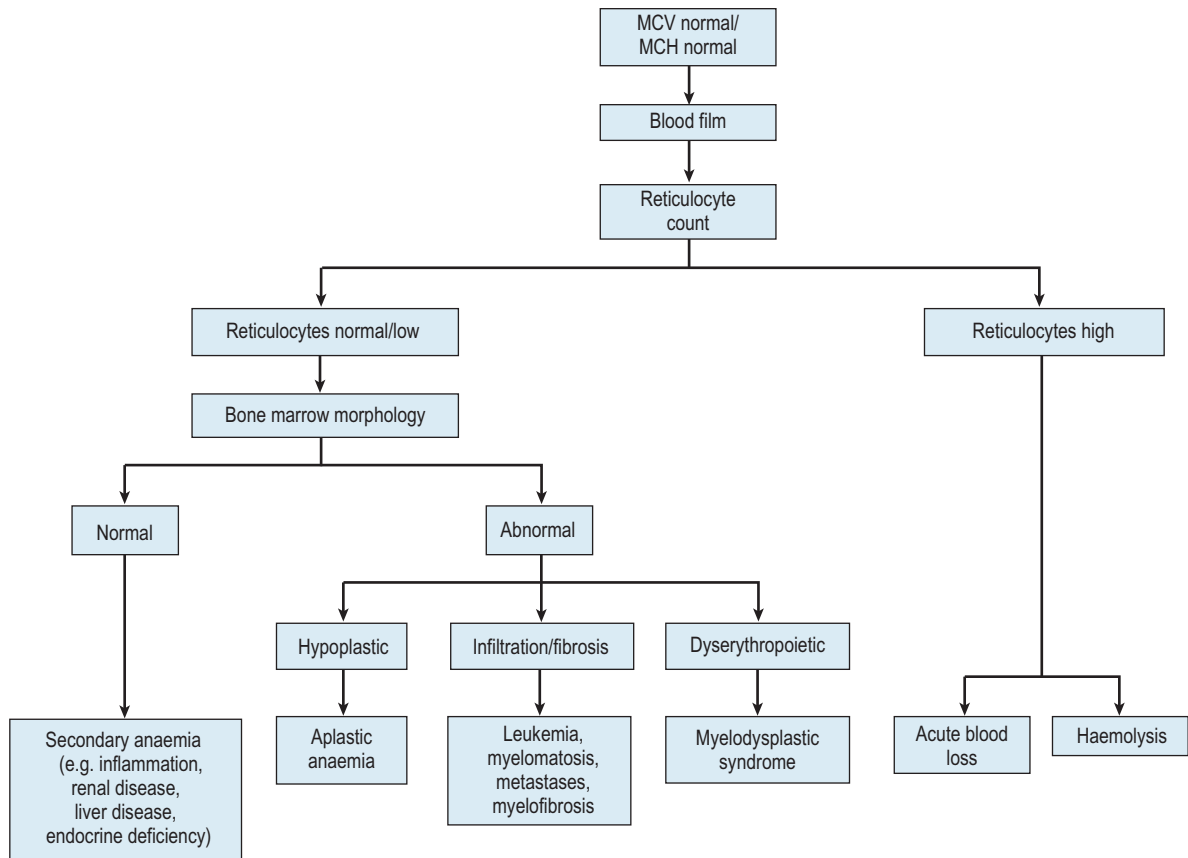 MCV normal/
MCH normal
Blood film
Reticulocyte
count
Reticulocytes normal/low
Reticulocytes high
Bone marrow morphology
Normal
Abnormal
Hypoplastic
Infiltration/fibrosis
Dyserythropoietic
Secondary anaemia
(e.g. inflammation,
renal disease,
liver disease,
endocrine deficiency)
Aplastic
anaemia
Leukemia,
myelomatosis,
metastases,
myelofibrosis
Myelodysplastic
syndrome
Acute blood
loss
Haemolysis